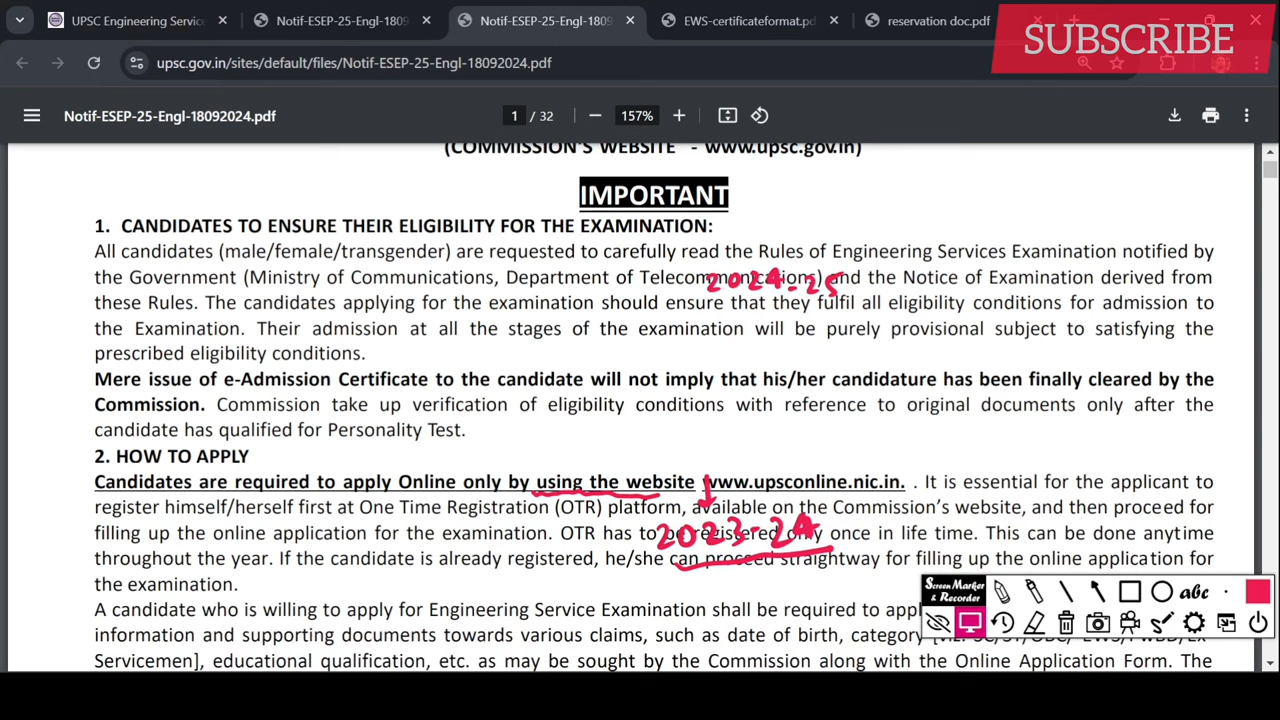 UPSC Engineering Service
Notif-ESEP-25-Engl-1809
Notif-ESEP-25-Engl-1809
EWS-certificateformat.pd
reservation doc.pdf
SUBSCRIBE
upsc.gov.in/sites/default/files/Notif-ESEP-25-Engl-18092024.pdf
Notif-ESEP-25-Engl-18092024.pdf
1 / 32
157%
(COMMISSION'S WEBSITE - www.upsc.gov.in)
IMPORTANT
1. CANDIDATES TO ENSURE THEIR ELIGIBILITY FOR THE EXAMINATION:
All candidates (male/female/transgender) are requested to carefully read the Rules of Engineering Services Examination notified by
the Government (Ministry of Communications, Department of Telecommunications) and the Notice of Examination derived from
2024-25
these Rules. The candidates applying for the examination should ensure that they fulfil all eligibility conditions for admission to
the Examination. Their admission at all the stages of the examination will be purely provisional subject to satisfying the
prescribed eligibility conditions.
Mere issue of e-Admission Certificate to the candidate will not imply that his/her candidature has been finally cleared by the
Commission. Commission take up verification of eligibility conditions with reference to original documents only after the
candidate has qualified for Personality Test.
2. HOW TO APPLY
Candidates are required to apply Online only by using the website www.upsconline.nic.in. . It is essential for the applicant to
register himself/herself first at One Time Registration (OTR) platform, available on the Commission's website, and then proceed for
filling up the online application for the examination. OTR has to be registered only once in life time. This can be done anytime
2023-24
throughout the year. If the candidate is already registered, he/she can proceed straightway for filling up the online application for
the examination.
A candidate who is willing to apply for Engineering Service Examination shall be required to appl
information and supporting documents towards various claims, such as date of birth, category
Servicemen], educational qualification, etc. as may be sought by the Commission along with the Online Application Form. The
Screen Marker
& Recorder
abc